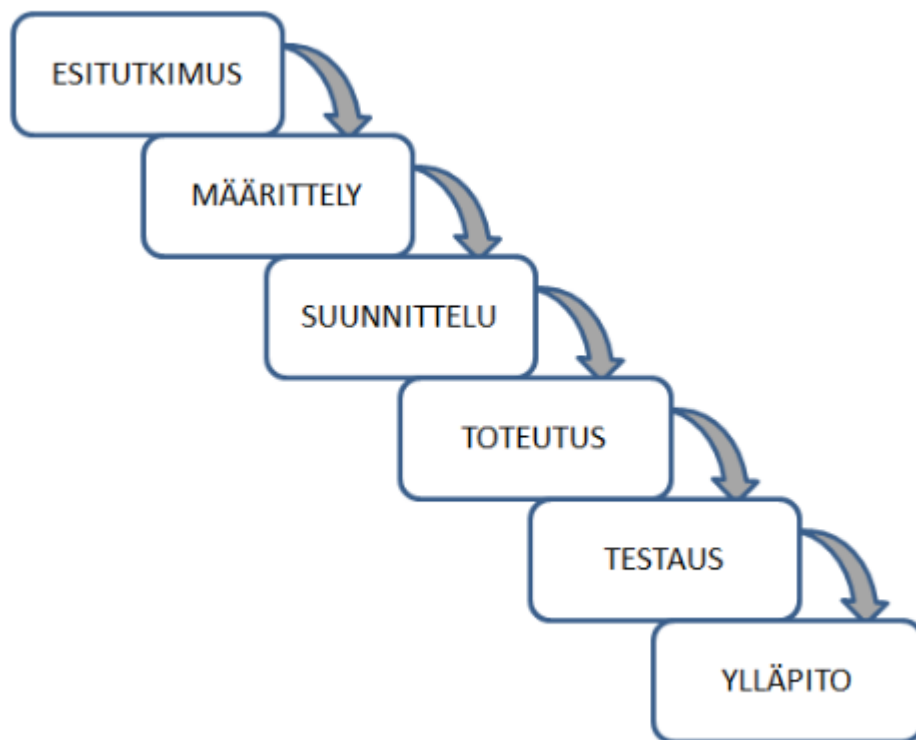 ESITUTKIMUS
MÄÄRITTELY
SUUNNITTELU
TOTEUTUS
TESTAUS
YLLÄPITO